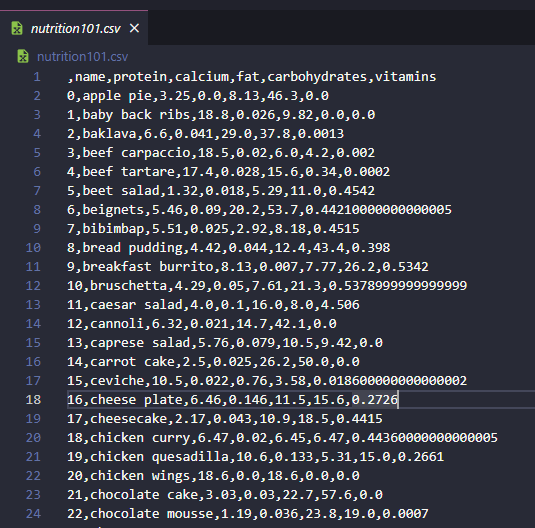 nutrition101.csv
nutrition101.csv
1 ,name,protein,calcium,fat,carbohydrates,vitamins
2 0,apple pie,3.25,0.0,8.13,46.3,0.0
3 1,baby back ribs,18.8,0.026,9.82,0.0,0.0
4 2,baklava,6.6,0.041,29.0,37.8,0.0013
5 3,beef carpaccio,18.5,0.02,6.0,4.2,0.002
6 4,beef tartare,17.4,0.028,15.6,0.34,0.0002
7 5,beet salad,1.32,0.018,5.29,11.0,0.4542
8 6,beignets,5.46,0.09,20.2,53.7,0.44210000000000005
9 7,bibimbap,5.51,0.025,2.92,8.18,0.4515
10 8,bread pudding,4.42,0.044,12.4,43.4,0.398
11 9,breakfast burrito,8.13,0.007,7.77,26.2,0.5342
12 10,bruschetta,4.29,0.05,7.61,21.3,0.5378999999999999
13 11,caesar salad,4.0,0.1,16.0,8.0,4.506
14 12,cannoli,6.32,0.021,14.7,42.1,0.0
15 13,caprese salad,5.76,0.079,10.5,9.42,0.0
16 14,carrot cake,2.5,0.025,26.2,50.0,0.0
17 15,ceviche,10.5,0.022,0.76,3.58,0.018600000000000002
18 16,cheese plate,6.46,0.146,11.5,15.6,0.2726
19 17,cheesecake,2.17,0.043,10.9,18.5,0.4415
20 18,chicken curry,6.47,0.02,6.45,6.47,0.44360000000000005
21 19,chicken quesadilla,10.6,0.133,5.31,15.0,0.2661
22 20,chicken wings,18.6,0.0,18.6,0.0,0.0
23 21,chocolate cake,3.03,0.03,22.7,57.6,0.0
24 22,chocolate mousse,1.19,0.036,23.8,19.0,0.0007